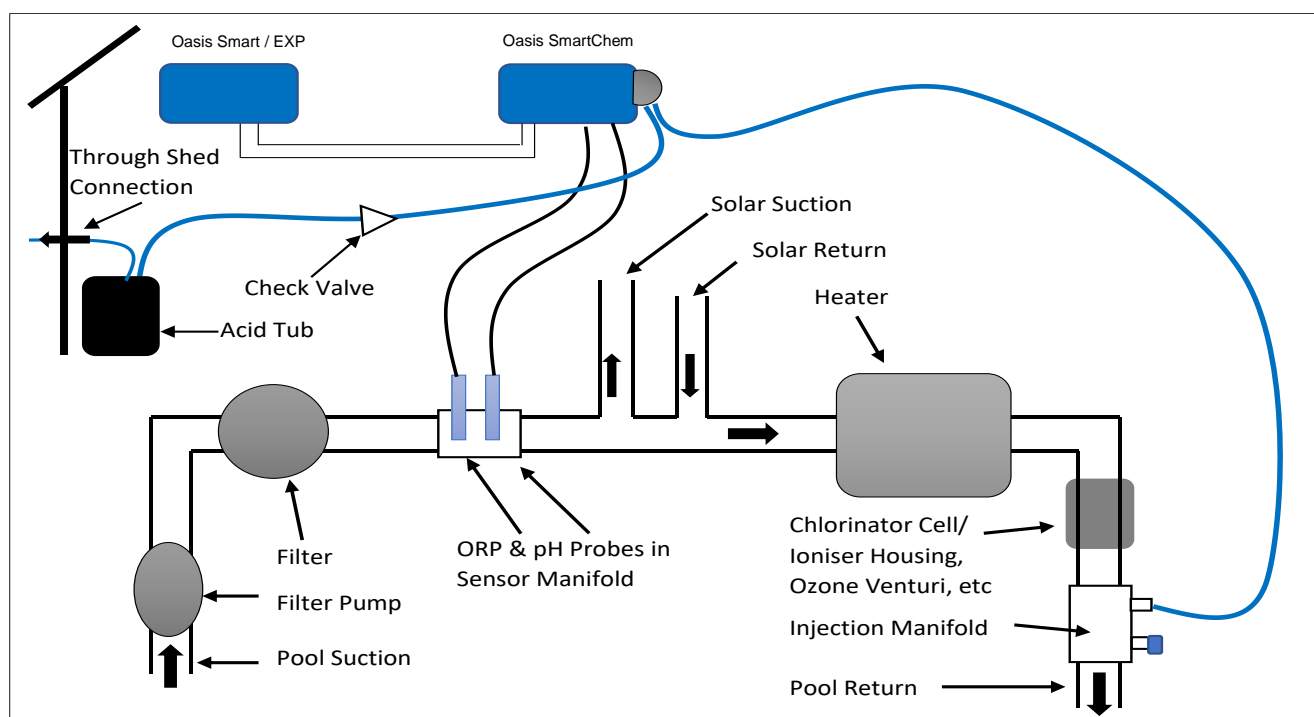 Oasis Smart / EXP
Oasis SmartChem
Through Shed
Connection
Solar Suction
Solar Return
Check Valve
Heater
Acid Tub
Chlorinator Cell/
Ioniser Housing,
Ozone Venturi, etc
Filter
ORP & pH Probes in
Sensor Manifold
Filter Pump
Injection Manifold
Pool Suction
Pool Return